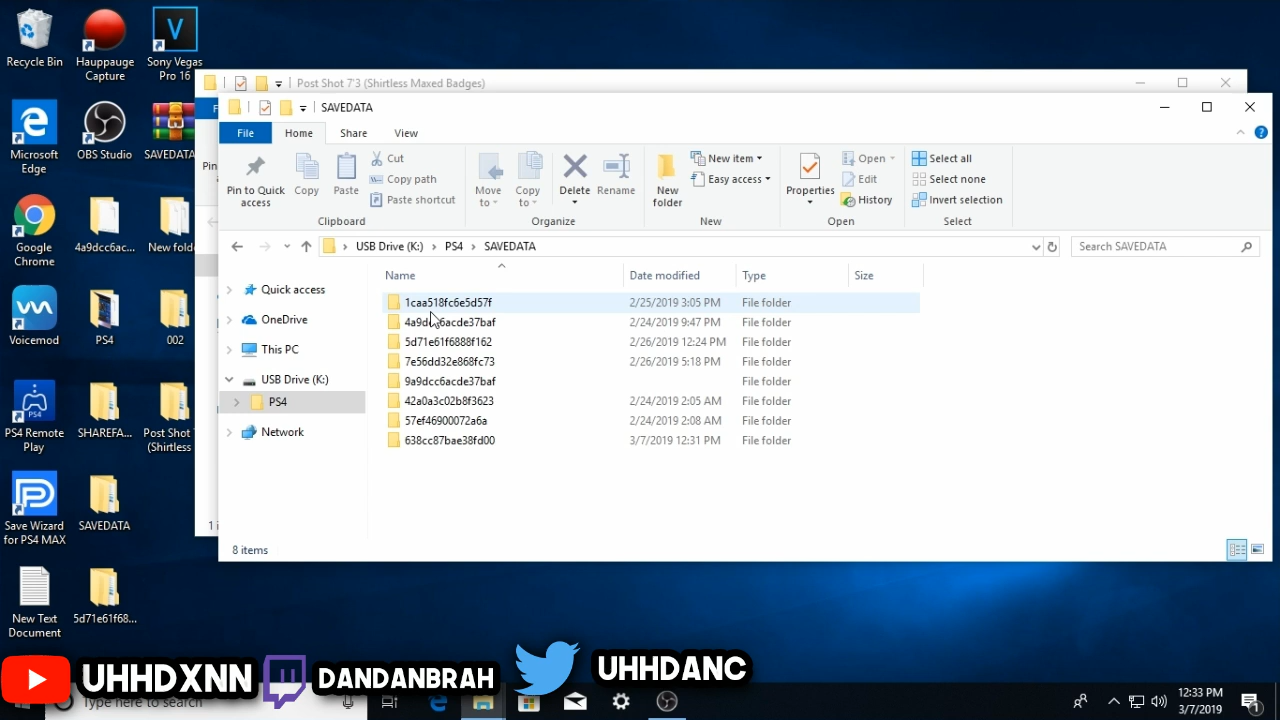 Recycle Bin
Hauppauge Capture
Sony Vegas Pro 16
Microsoft Edge
OBS Studio
SAVEDATA
Google Chrome
4a9dcc6ac...
New folde
Voicemod
PS4
002
PS4 Remote Play
SHAREFA...
Post Shot 7 (Shirtless
Save Wizard for PS4 MAX
SAVEDATA
New Text Document
5d71e61f68...
Post Shot 7'3 (Shirtless Maxed Badges)
SAVEDATA
File Home Share View
Pin to Quick access
Copy
Paste
Cut
Copy path
Paste shortcut
Move to
Copy to
Delete
Rename
New folder
New item
Easy access
Properties
Open
Edit
History
Select all
Select none
Invert selection
Clipboard Organize New Open Select
USB Drive (K:) › PS4 › SAVEDATA
Search SAVEDATA
Quick access
OneDrive
This PC
USB Drive (K:)
PS4
Network
Name Date modified Type Size
1caa518fc6e5d57f 2/25/2019 3:05 PM File folder
4a9dcc6acde37baf 2/24/2019 9:47 PM File folder
5d71e61f6888f162 2/26/2019 12:24 PM File folder
7e56dd32e868fc73 2/26/2019 5:18 PM File folder
9a9dcc6acde37baf File folder
42a0a3c02b8f3623 2/24/2019 2:05 AM File folder
57ef46900072a6a 2/24/2019 2:08 AM File folder
638cc87bae38fd00 3/7/2019 12:31 PM File folder
8 items
UHHDXNN
DANDANBRAH
UHHDANC
Type here to search
12:33 PM
3/7/2019